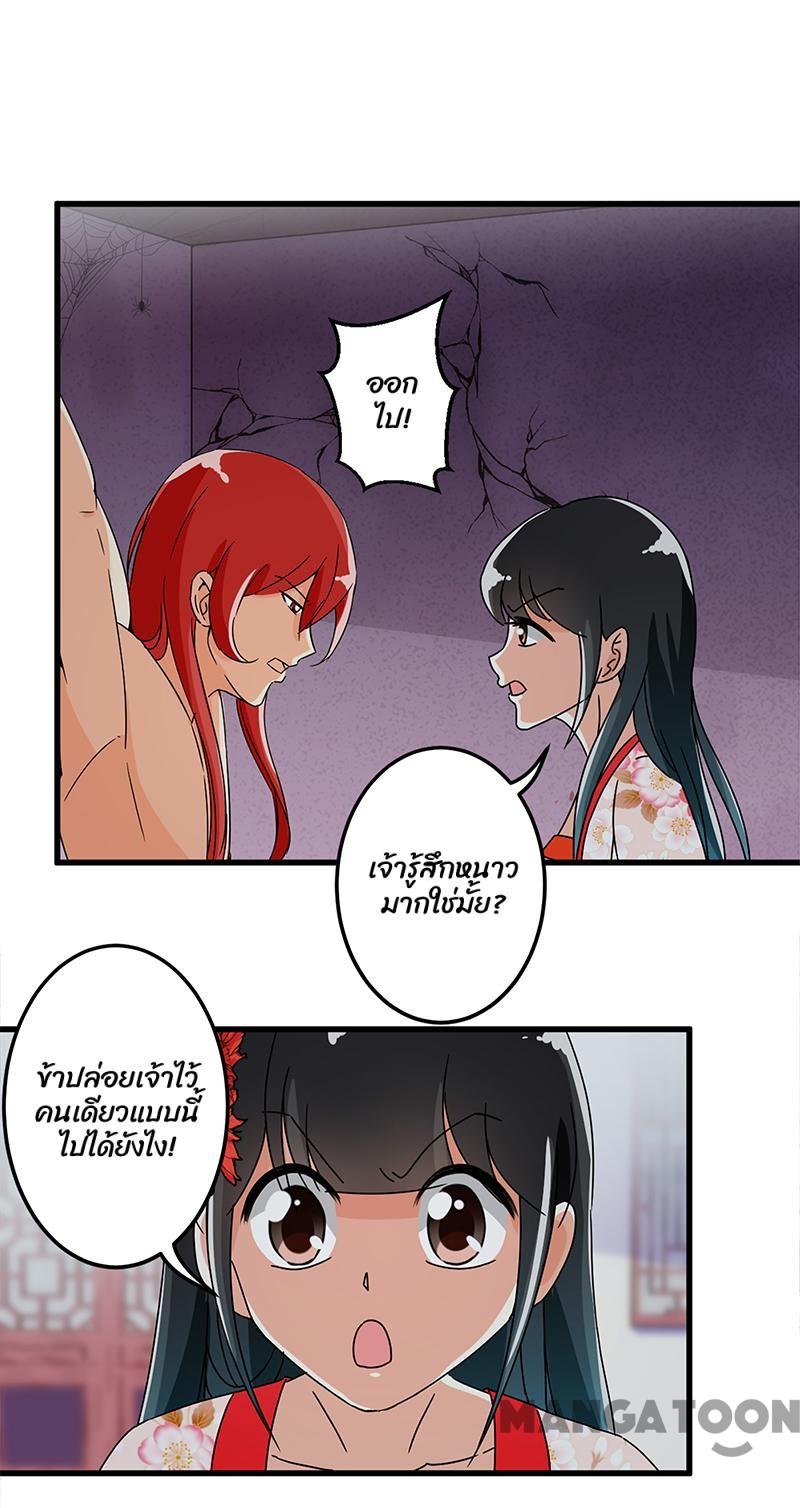 ออก
ไป!
เจ้ารู้สึกหนาว
มากใช่มั้ย?
ข้าปล่อยเจ้าไว้
คนเดียวแบบนี้
ไปได้ยังไง!
MANGATOON